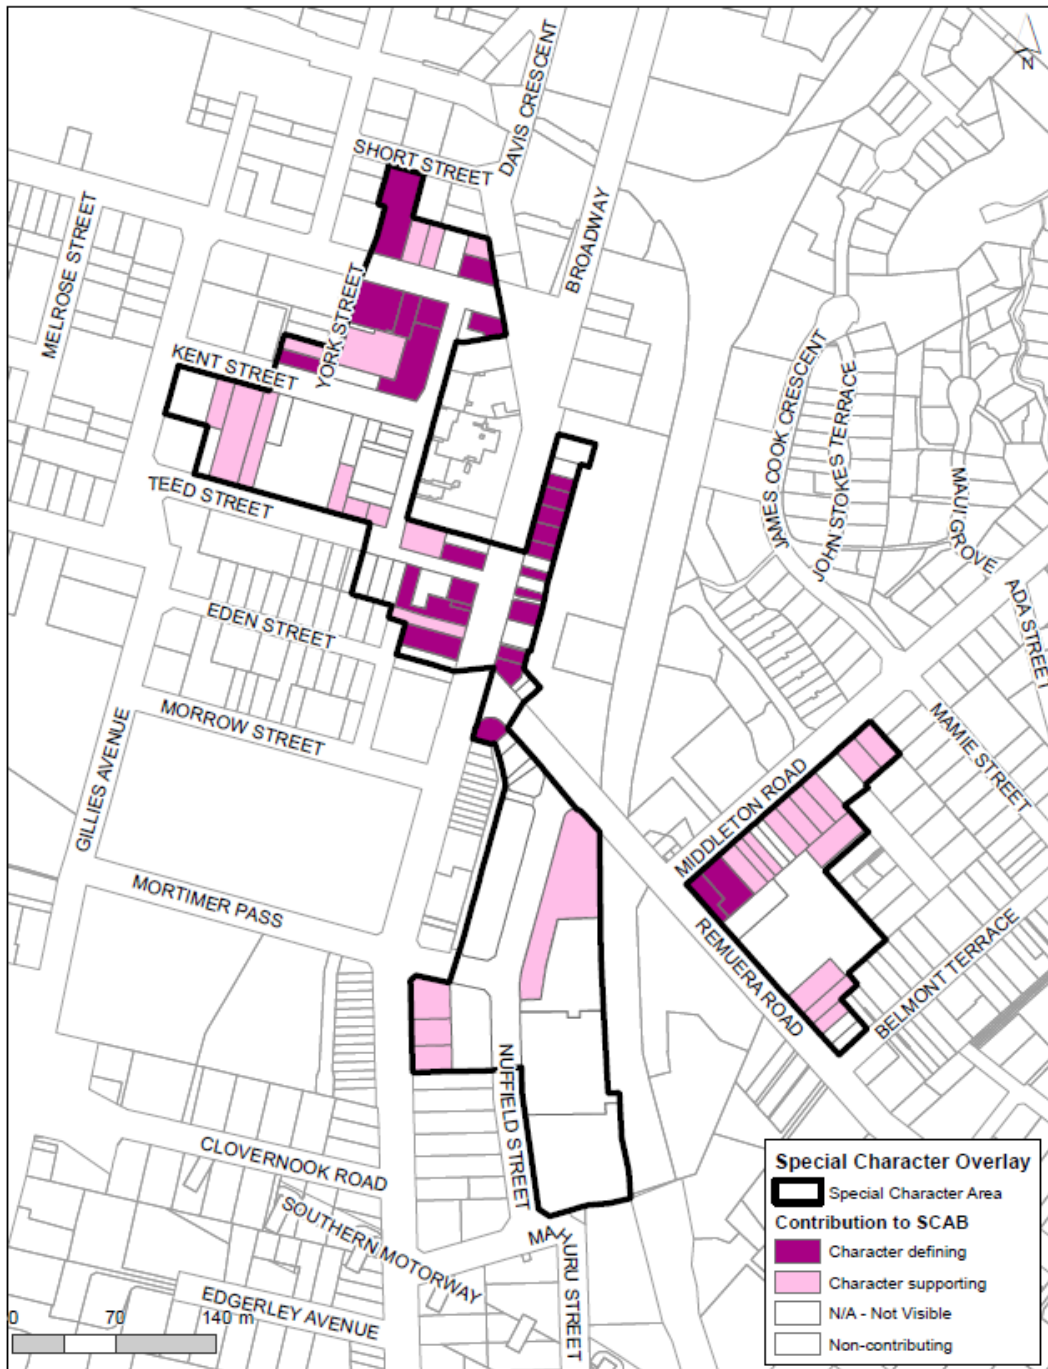 N
DAVIS CRESCENT
SHORT STREET
BROADWAY
MELROSE STREET
YORK STREET
KENT STREET
JAMES COOK CRESCENT
JOHN STOKES TERRACE
MAUI GROVE
TEED STREET
ADA STREET
EDEN STREET
MORROW STREET
MAMIE STREET
GILLIES AVENUE
MIDDLETON ROAD
MORTIMER PASS
REMUERA ROAD
BELMONT TERRACE
NUFFIELD STREET
CLOVERNOOK ROAD
SOUTHERN MOTORWAY
MAHURU STREET
EDGERLEY AVENUE
0 70 140 m
Special Character Overlay
Special Character Area
Contribution to SCAB
Character defining
Character supporting
N/A - Not Visible
Non-contributing